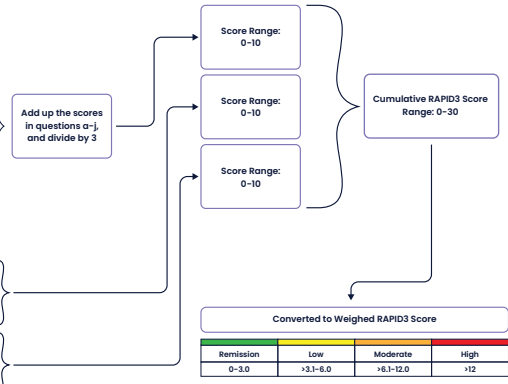 Score Range:
0-10
Add up the scores
in questions a-j,
and divide by 3
Score Range:
0-10
Score Range:
0-10
Cumulative RAPID3 Score
Range: 0-30
Converted to Weighed RAPID3 Score
Remission Low Moderate High
0-3.0 >3.1-6.0 >6.1-12.0 >12